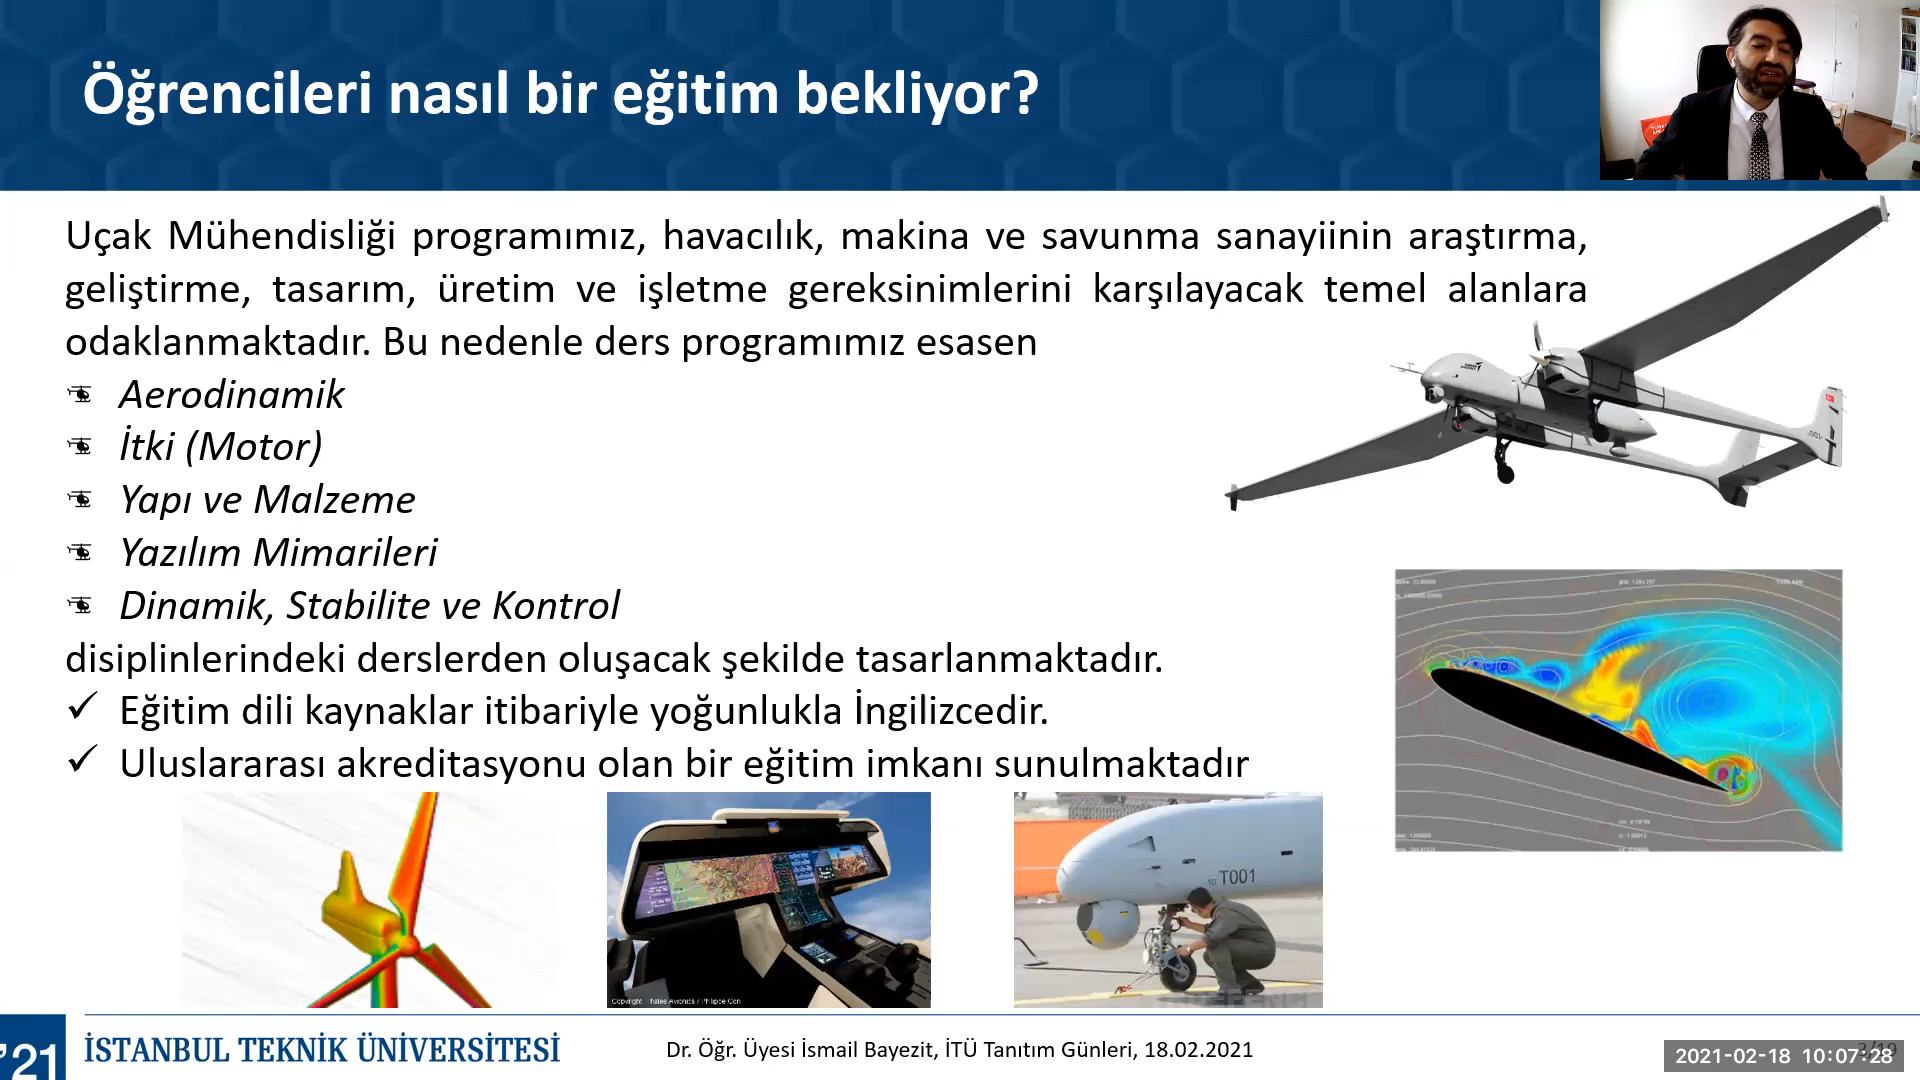 Öğrencileri nasıl bir eğitim bekliyor?
Uçak Mühendisliği programımız, havacılık, makina ve savunma sanayiinin araştırma,
geliştirme, tasarım, üretim ve işletme gereksinimlerini karşılayacak temel alanlara
odaklanmaktadır. Bu nedenle ders programımız esasen
Aerodinamik
İtki (Motor)
Yapı ve Malzeme
Yazılım Mimarileri
Dinamik, Stabilite ve Kontrol
disiplinlerindeki derslerden oluşacak şekilde tasarlanmaktadır.
✓ Eğitim dili kaynaklar itibariyle yoğunlukla İngilizcedir.
✓ Uluslararası akreditasyonu olan bir eğitim imkanı sunulmaktadır
10 T001
'21
İSTANBUL TEKNİK ÜNİVERSİTESİ
Dr. Öğr. Üyesi İsmail Bayezit, İTÜ Tanıtım Günleri, 18.02.2021
2021-02-18 10:07:28